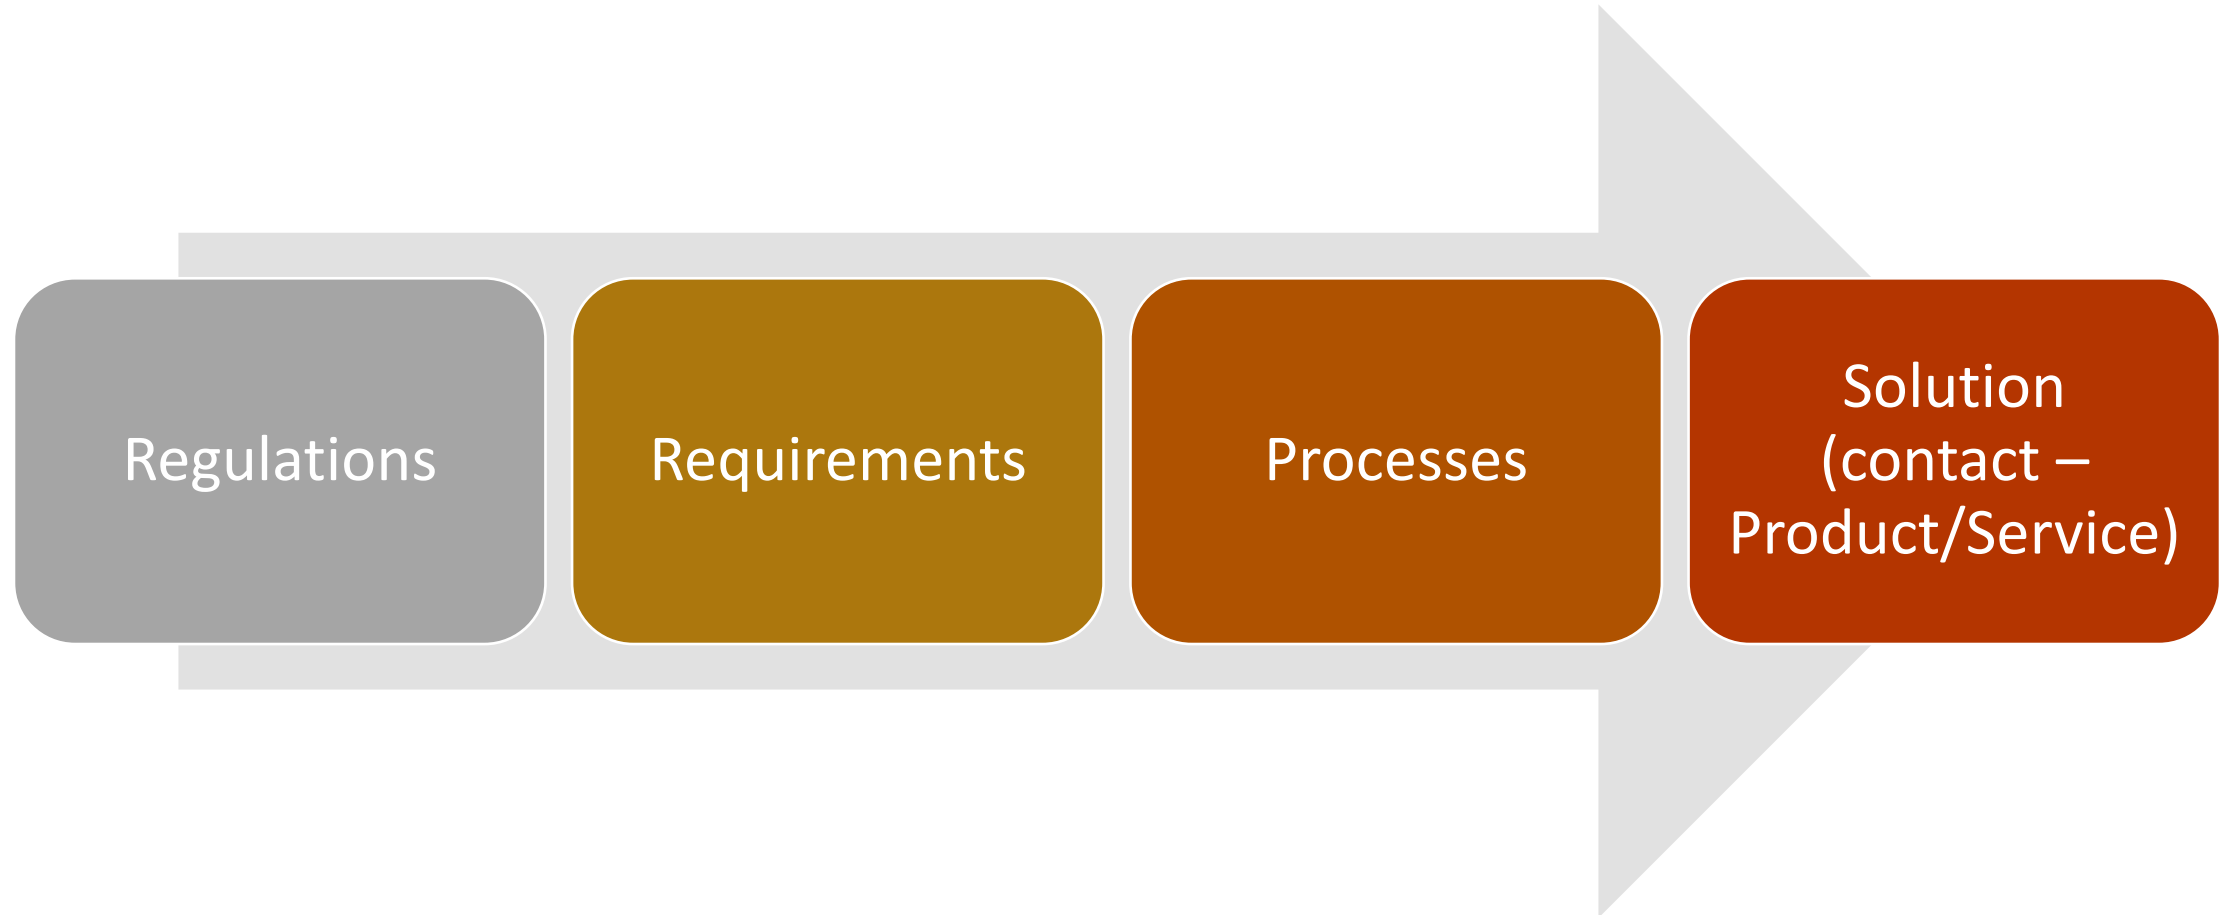 Regulations
Requirements
Processes
Solution
(contact –
Product/Service)